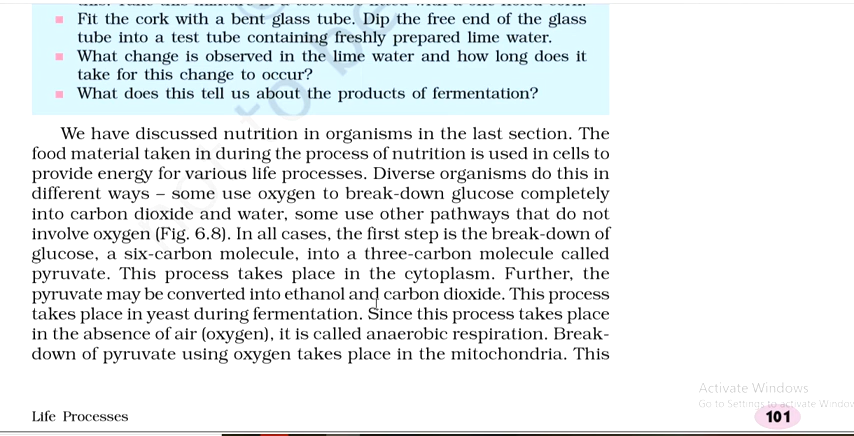 Fit the cork with a bent glass tube. Dip the free end of the glass
tube into a test tube containing freshly prepared lime water.
What change is observed in the lime water and how long does it
take for this change to occur?
What does this tell us about the products of fermentation?
We have discussed nutrition in organisms in the last section. The
food material taken in during the process of nutrition is used in cells to
provide energy for various life processes. Diverse organisms do this in
different ways – some use oxygen to break-down glucose completely
into carbon dioxide and water, some use other pathways that do not
involve oxygen (Fig. 6.8). In all cases, the first step is the break-down of
glucose, a six-carbon molecule, into a three-carbon molecule called
pyruvate. This process takes place in the cytoplasm. Further, the
pyruvate may be converted into ethanol and carbon dioxide. This process
takes place in yeast during fermentation. Since this process takes place
in the absence of air (oxygen), it is called anaerobic respiration. Break-
down of pyruvate using oxygen takes place in the mitochondria. This
Activate Windows
Go to Settings to activate Window
Life Processes
101